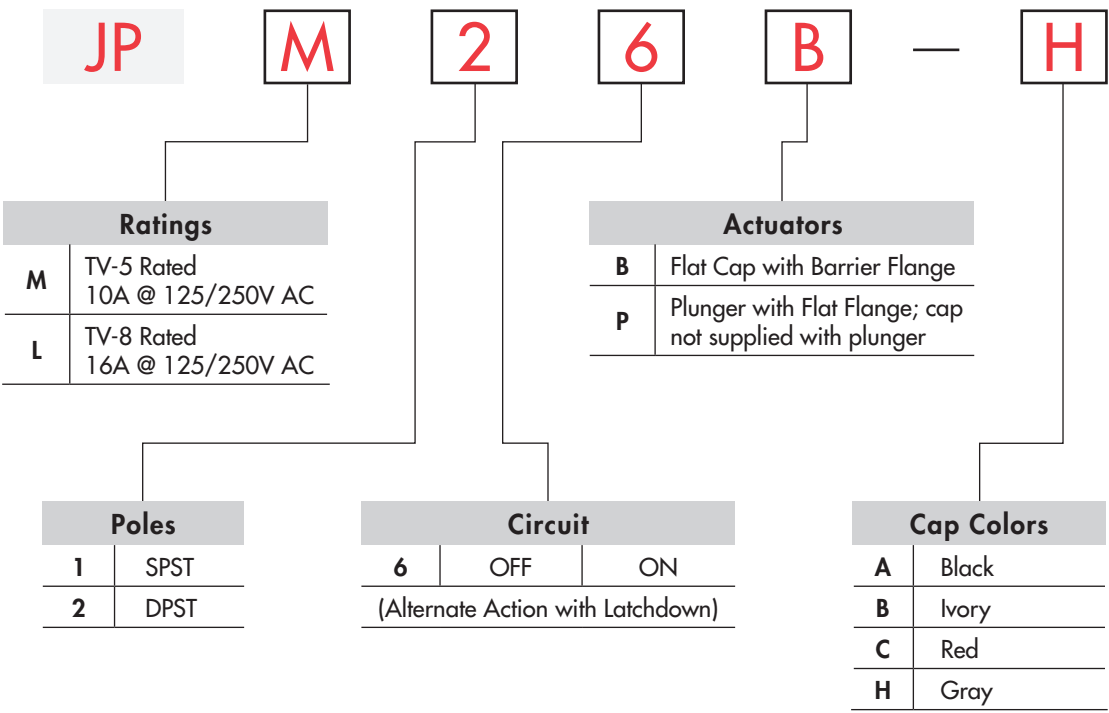 JP M 2 6 B — H
Ratings
M TV-5 Rated
10A @ 125/250V AC
L TV-8 Rated
16A @ 125/250V AC
Actuators
B Flat Cap with Barrier Flange
P Plunger with Flat Flange; cap
not supplied with plunger
Poles
1 SPST
2 DPST
Circuit
6 OFF ON
(Alternate Action with Latchdown)
Cap Colors
A Black
B Ivory
C Red
H Gray